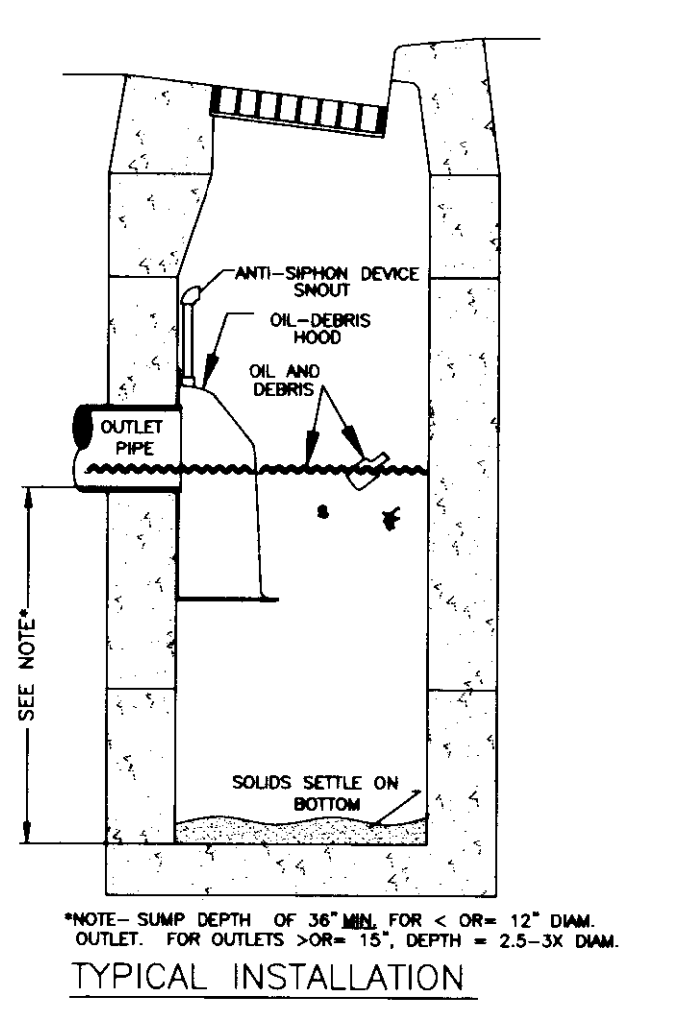 ANTI-SIPHON DEVICE
SNOUT
OIL-DEBRIS
HOOD
OIL AND
DEBRIS
OUTLET
PIPE
SEE NOTE*
SOLIDS SETTLE ON
BOTTOM
*NOTE- SUMP DEPTH OF 36" MIN. FOR < OR= 12" DIAM.
OUTLET. FOR OUTLETS >OR= 15", DEPTH = 2.5-3X DIAM.
TYPICAL INSTALLATION